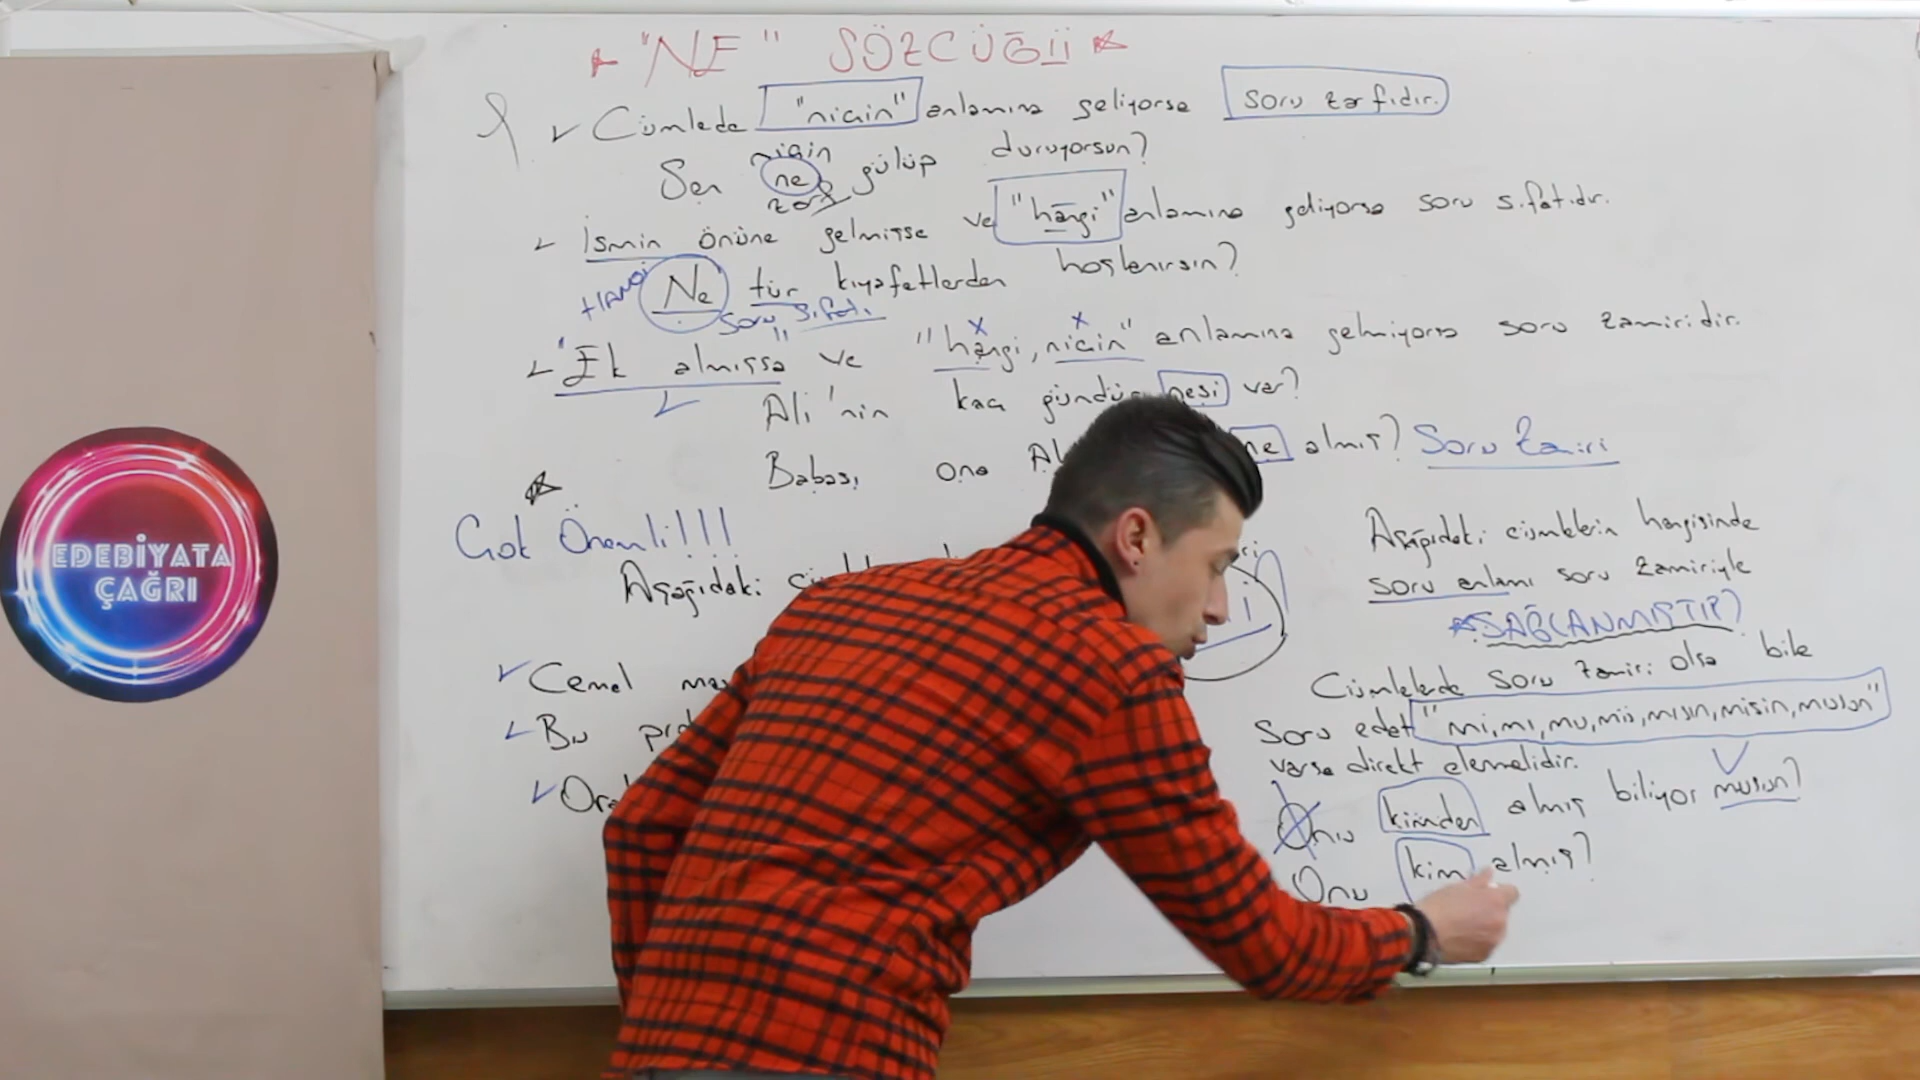 "NE" SÖZCÜĞÜ
Cümlede "niçin" anlamına geliyorsa soru zarfıdır.
niçin
Sen ne gülüp duruyorsun?
zarf
İsmin önüne gelmişse ve "hangi" anlamına geliyorsa soru sıfatıdır.
HANGİ
Ne tür kıyafetlerden hoşlanırsın?
Soru Sıfatı
"Ek almışsa" ve "hangi, niçin" anlamına gelmiyorsa soru zamiridir.
Ali'nin kaç gündür nesi var?
Babası ona ne almış? Soru Zamiri
Çok Önemli!!!
Aşağıdaki
Cemal
Bu
EDEBİYATA
ÇAĞRI
Aşağıdaki cümlelerin hangisinde
soru anlamı soru zamiriyle
SAĞLANMIŞTIR?
Cümlelerde soru zamiri olsa bile
Soru edatı "mi, mı, mu, mü, mısın, misin, musun"
varsa direkt elemelidir.
Onu kimden almış biliyor musun?
Onu kim almış?